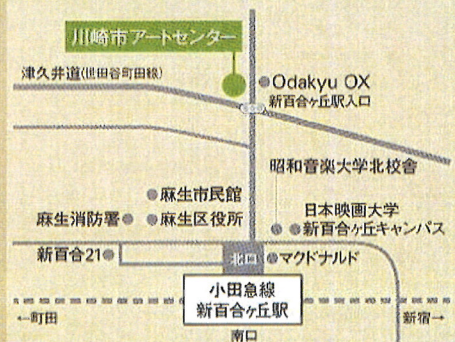 川崎市アートセンター
津久井道(世田谷町田線)
Odakyu OX
新百合ヶ丘駅入口
昭和音楽大学北校舎
麻生市民館
麻生消防署
麻生区役所
日本映画大学
新百合ヶ丘キャンパス
新百合21
北口
マクドナルド
小田急線
新百合ヶ丘駅
←町田
新宿→
南口